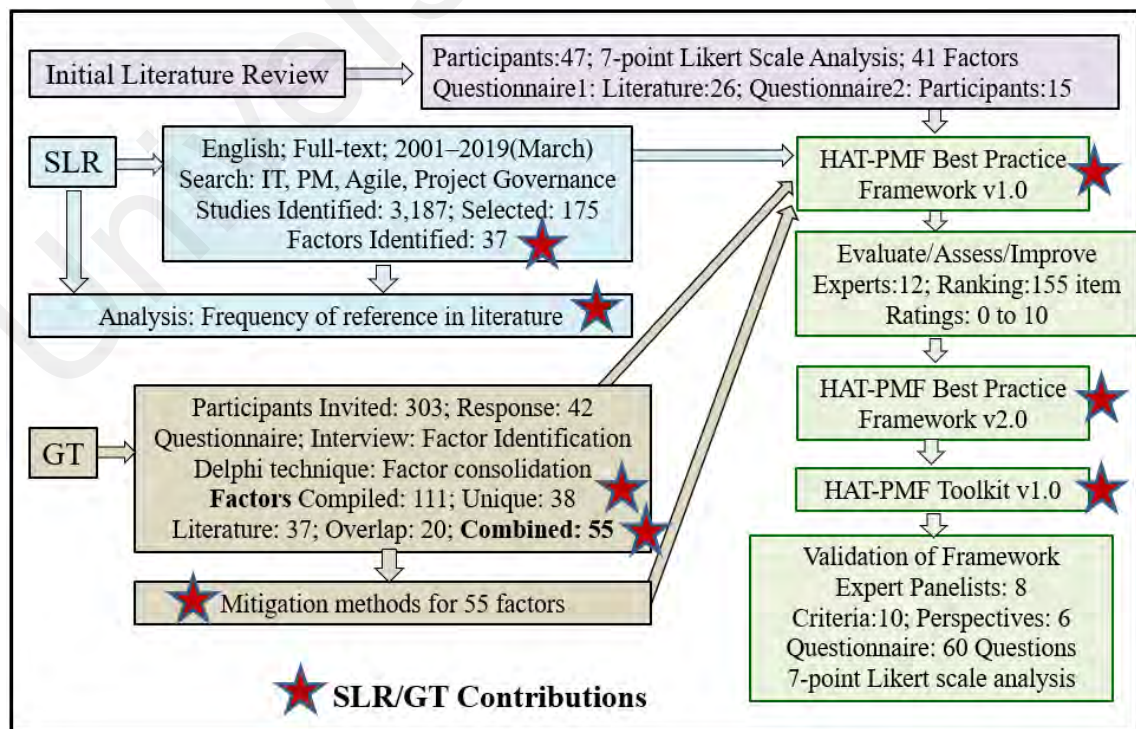 Initial Literature Review
Participants:47; 7-point Likert Scale Analysis; 41 Factors
Questionnaire1: Literature:26; Questionnaire2: Participants:15
SLR
English; Full-text; 2001–2019(March)
Search: IT, PM, Agile, Project Governance
Studies Identified: 3,187; Selected: 175
Factors Identified: 37
Analysis: Frequency of reference in literature
GT
Participants Invited: 303; Response: 42
Questionnaire; Interview: Factor Identification
Delphi technique: Factor consolidation
Factors Compiled: 111; Unique: 38
Literature: 37; Overlap: 20; Combined: 55
Mitigation methods for 55 factors
HAT-PMF Best Practice
Framework v1.0
Evaluate/Assess/Improve
Experts:12; Ranking:155 item
Ratings: 0 to 10
HAT-PMF Best Practice
Framework v2.0
HAT-PMF Toolkit v1.0
Validation of Framework
Expert Panelists: 8
Criteria:10; Perspectives: 6
Questionnaire: 60 Questions
7-point Likert scale analysis
SLR/GT Contributions